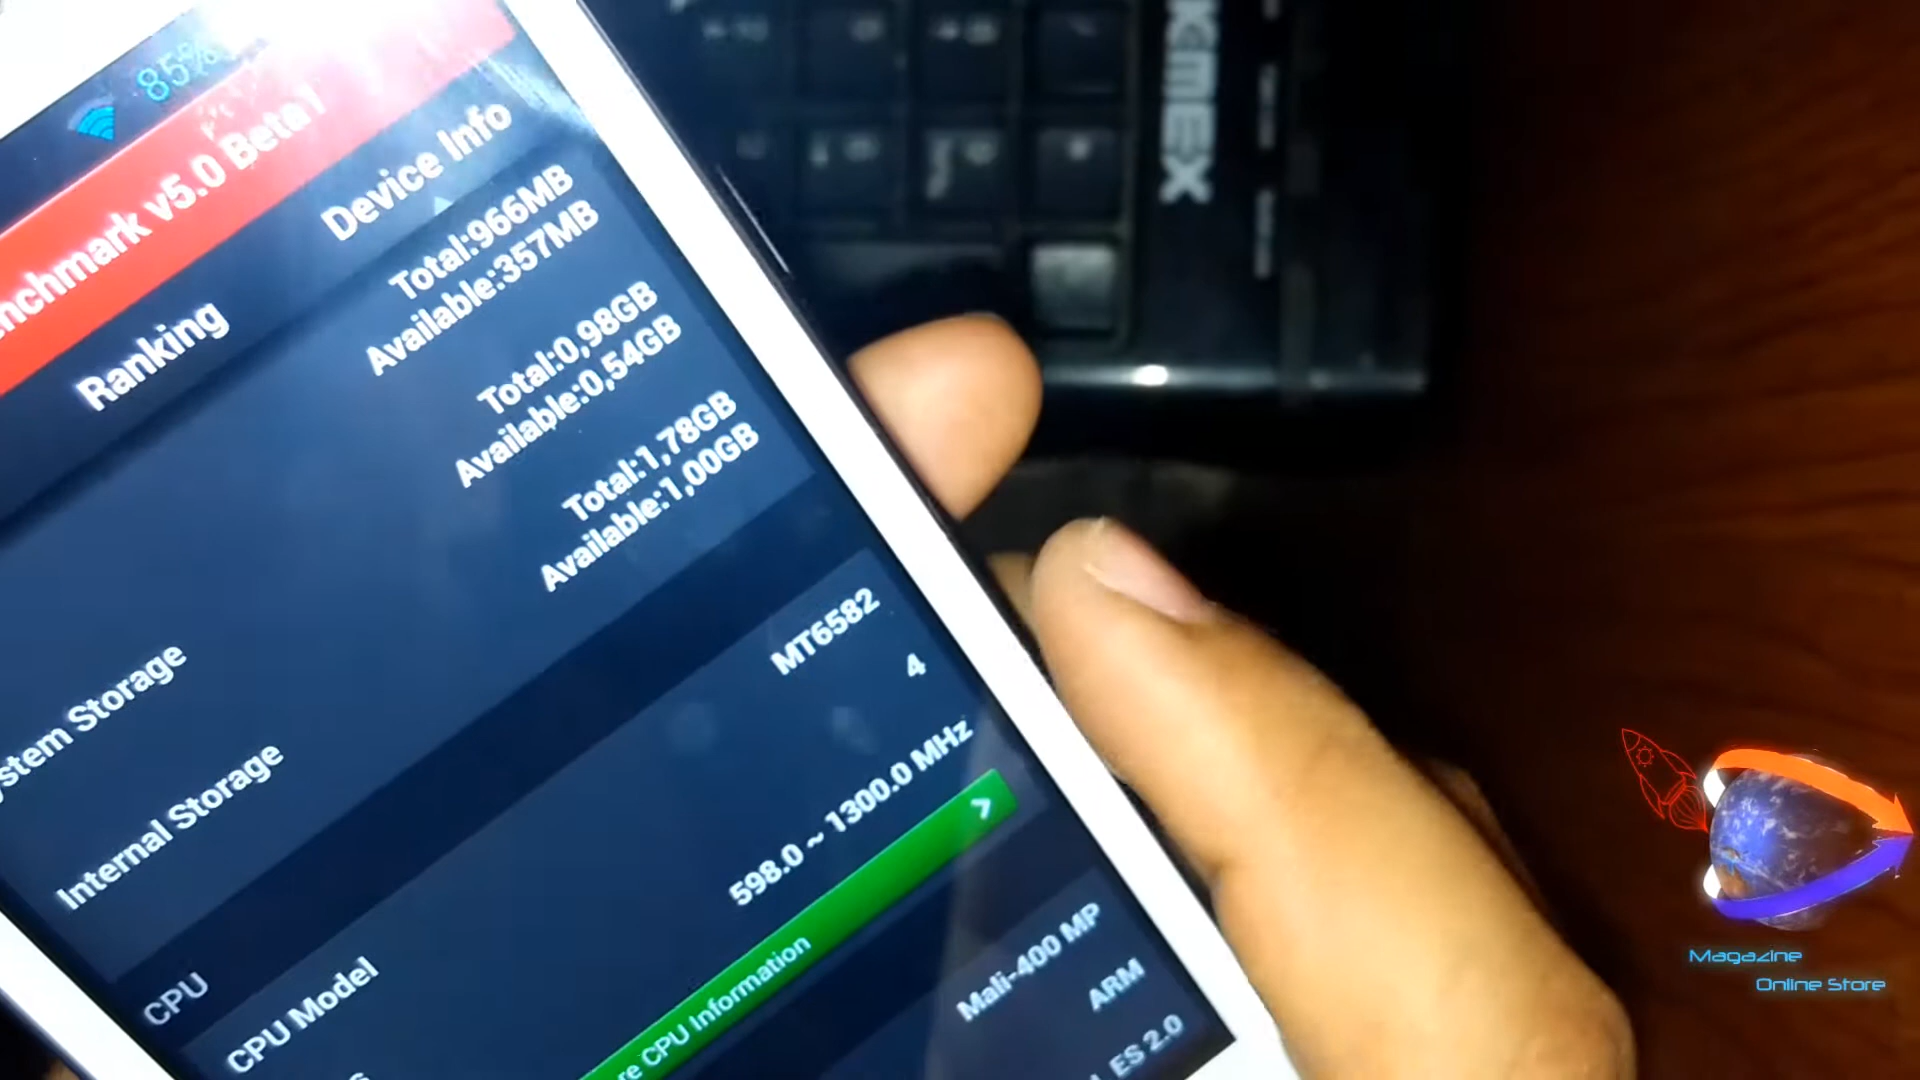 85%
nchmark v5.0 Beta1
Ranking
Device Info
Total:966MB
Available:357MB
ystem Storage
Total:0,98GB
Available:0,54GB
Internal Storage
Total:1,78GB
Available:1,00GB
CPU
CPU Model
MT6582
4
598.0 ~ 1300.0 MHz
re CPU Information
Mali-400 MP
ARM
ES 2.0
KMEX
Magazine
Online Store